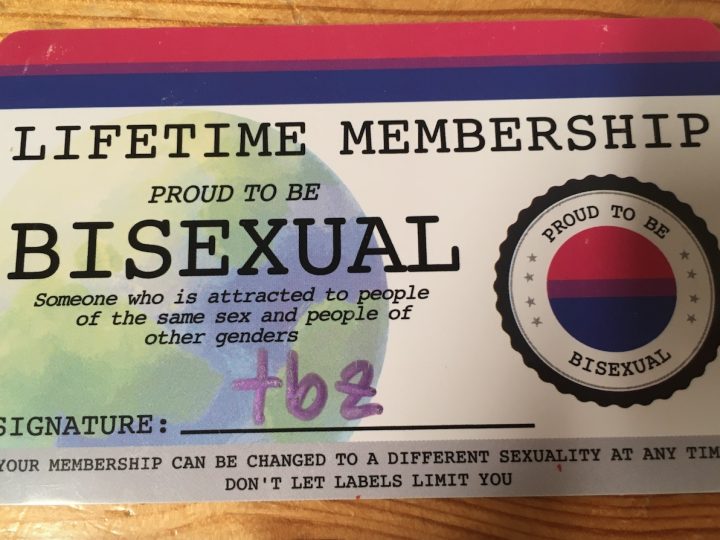 LIFETIME MEMBERSHIP
PROUD TO BE
BISEXUAL
Someone who is attracted to people
of the same sex and people of
other genders
SIGNATURE:
YOUR MEMBERSHIP CAN BE CHANGED TO A DIFFERENT SEXUALITY AT ANY TIM
DON'T LET LABELS LIMIT YOU
PROUD TO BE
BISEXUAL